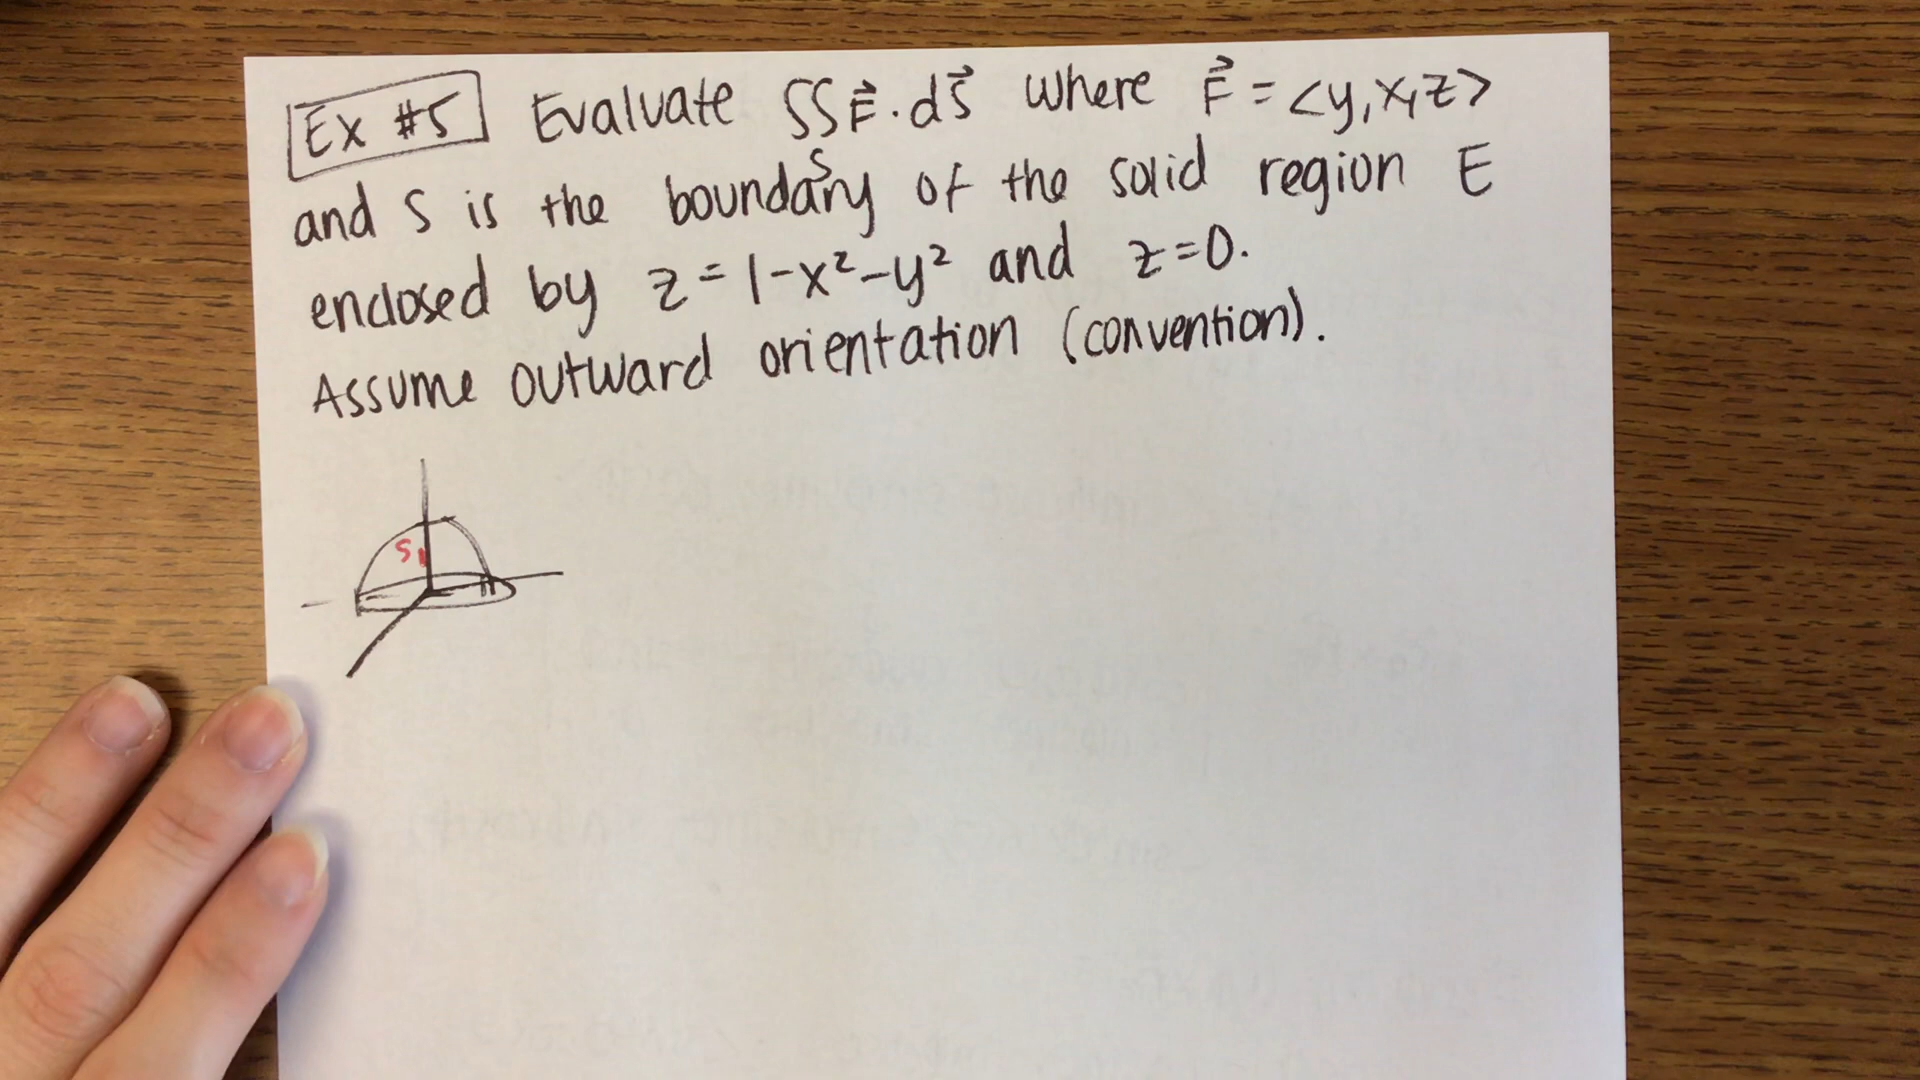 Ex #5 Evaluate ∬_S F⃗ · dS⃗ where F⃗ = <y, x, z>
and S is the boundary of the solid region E
enclosed by z = 1-x²-y² and z=0.
Assume outward orientation (convention).
S₁